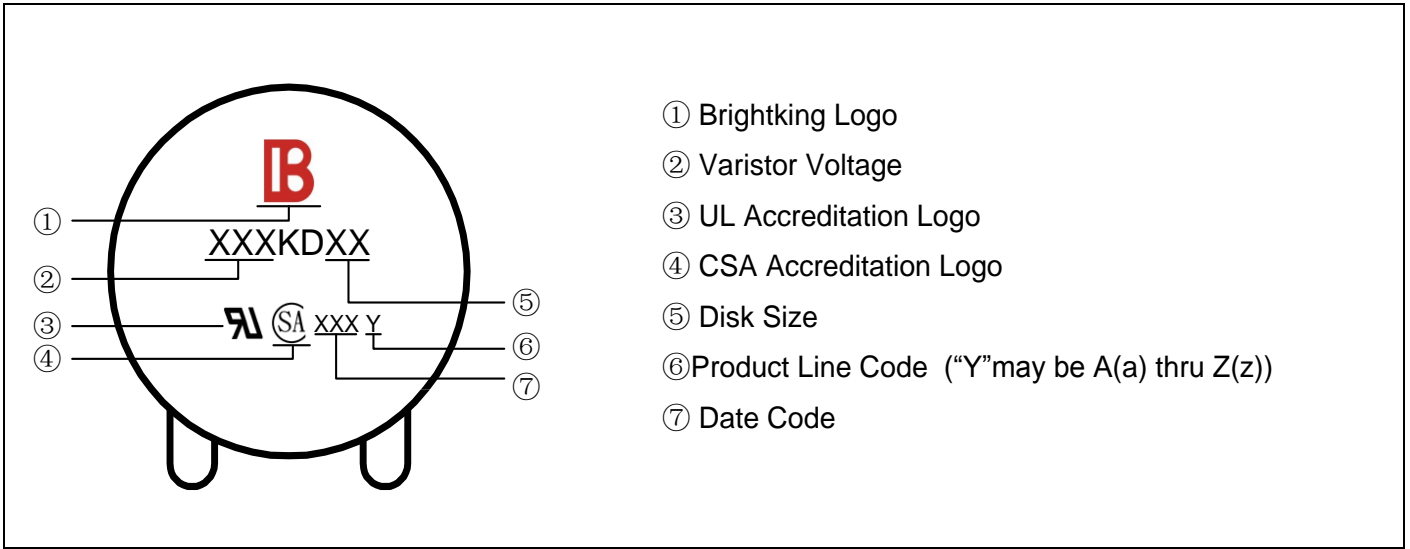 B
① XXXKDXX
②
③ UL SA XXX Y ⑤
④ ⑥
⑦
① Brightking Logo
② Varistor Voltage
③ UL Accreditation Logo
④ CSA Accreditation Logo
⑤ Disk Size
⑥Product Line Code (“Y”may be A(a) thru Z(z))
⑦ Date Code